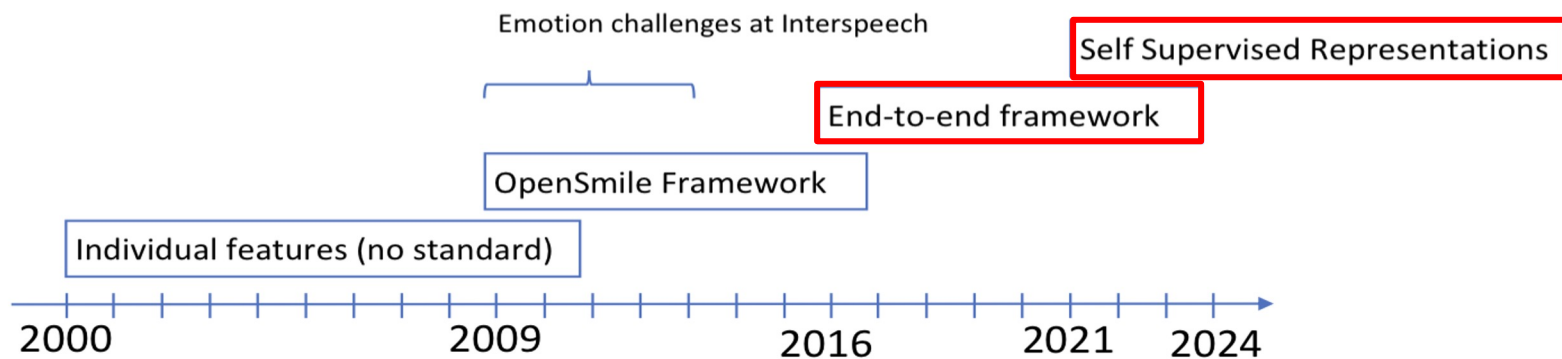 Emotion challenges at Interspeech
Self Supervised Representations
End-to-end framework
OpenSmile Framework
Individual features (no standard)
2000 2009 2016 2021 2024